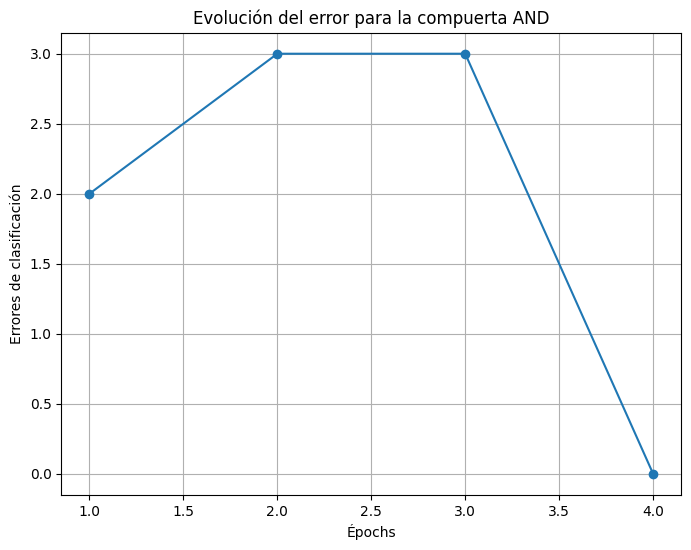 Evolución del error para la compuerta AND
3.0
2.5
2.0
1.5
1.0
0.5
0.0
Errores de clasificación
1.0 1.5 2.0 2.5 3.0 3.5 4.0
Épochs